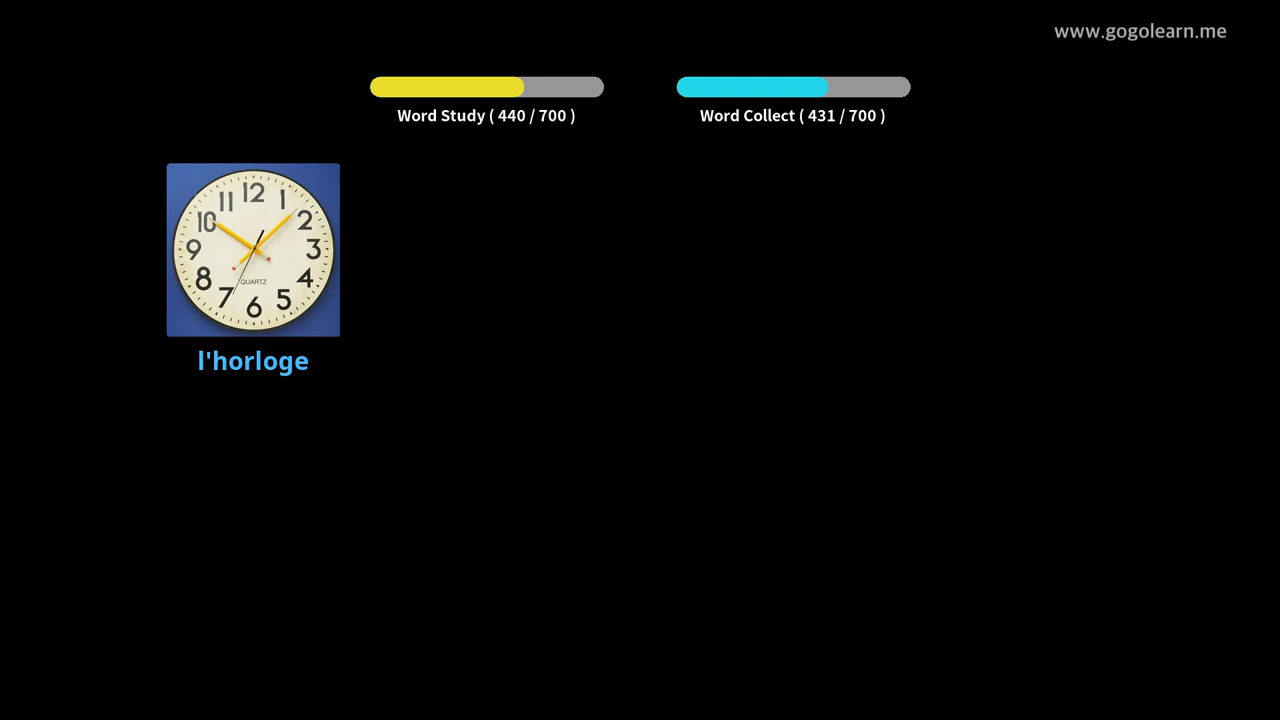 www.gogolearn.me
Word Study ( 440 / 700 )
Word Collect ( 431 / 700 )
12
11 1
10 2
9 3
8 4
QUARTZ
7 5
6
l'horloge